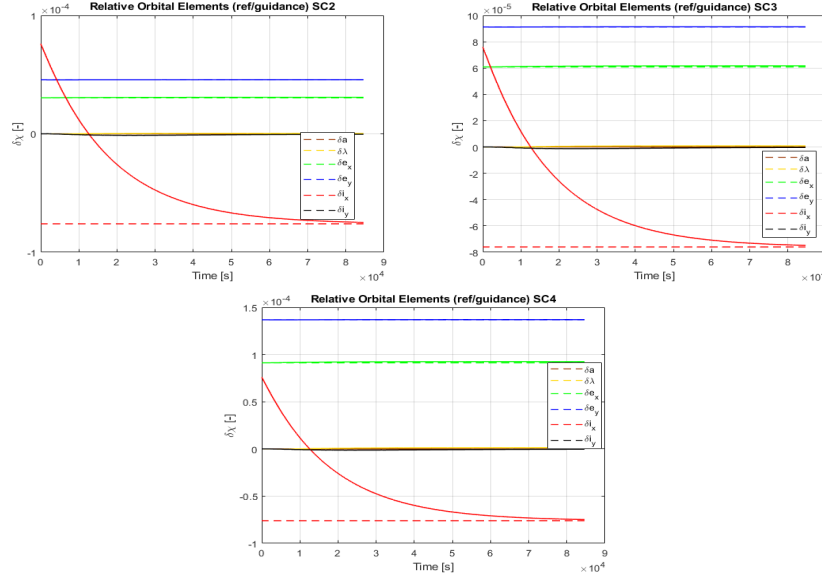 Relative Orbital Elements (ref/guidance) SC2
×10⁻⁴
1
0
-1
δχ [-]
δa
δλ
δe_x
δe_y
δi_x
δi_y
0 1 2 3 4 5 6 7 8 9
Time [s]
×10⁴
Relative Orbital Elements (ref/guidance) SC3
×10⁻⁵
10
8
6
4
2
0
-2
-4
-6
-8
δχ [-]
δa
δλ
δe_x
δe_y
δi_x
δi_y
0 1 2 3 4 5 6 7 8 9
Time [s]
×10
Relative Orbital Elements (ref/guidance) SC4
×10⁻⁴
1.5
1
0.5
0
-0.5
-1
δχ [-]
δa
δλ
δe_x
δe_y
δi_x
δi_y
0 1 2 3 4 5 6 7 8 9
Time [s]
×10⁴